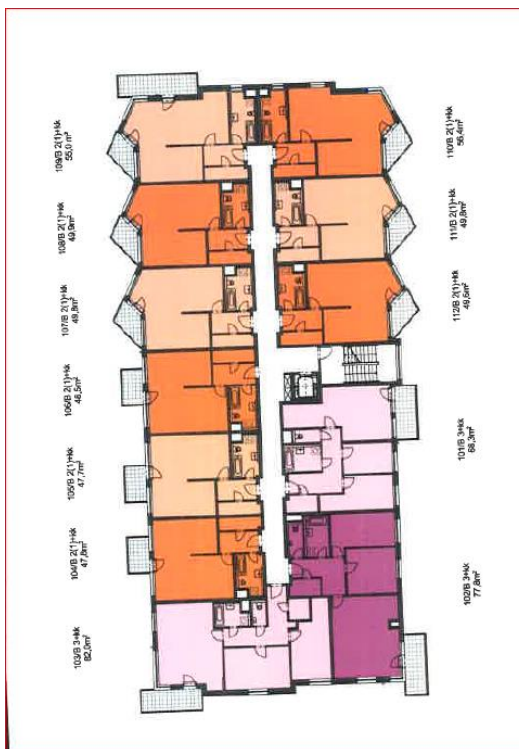 109/B 2(1)+kk
55,0 m²
108/B 2(1)+kk
49,9m²
107/B 2(1)+kk
49,8m²
106/B 2(1)+kk
48,5m²
105/B 2(1)+kk
47,7m²
104/B 2(1)+kk
47,8m²
103/B 3+kk
82,0m²
110/B 2(1)+kk
56,4m²
111/B 2(1)+kk
49,8m²
112/B 2(1)+kk
49,6m²
101/B 3+kk
68,3m²
102/B 3+kk
77,8m²